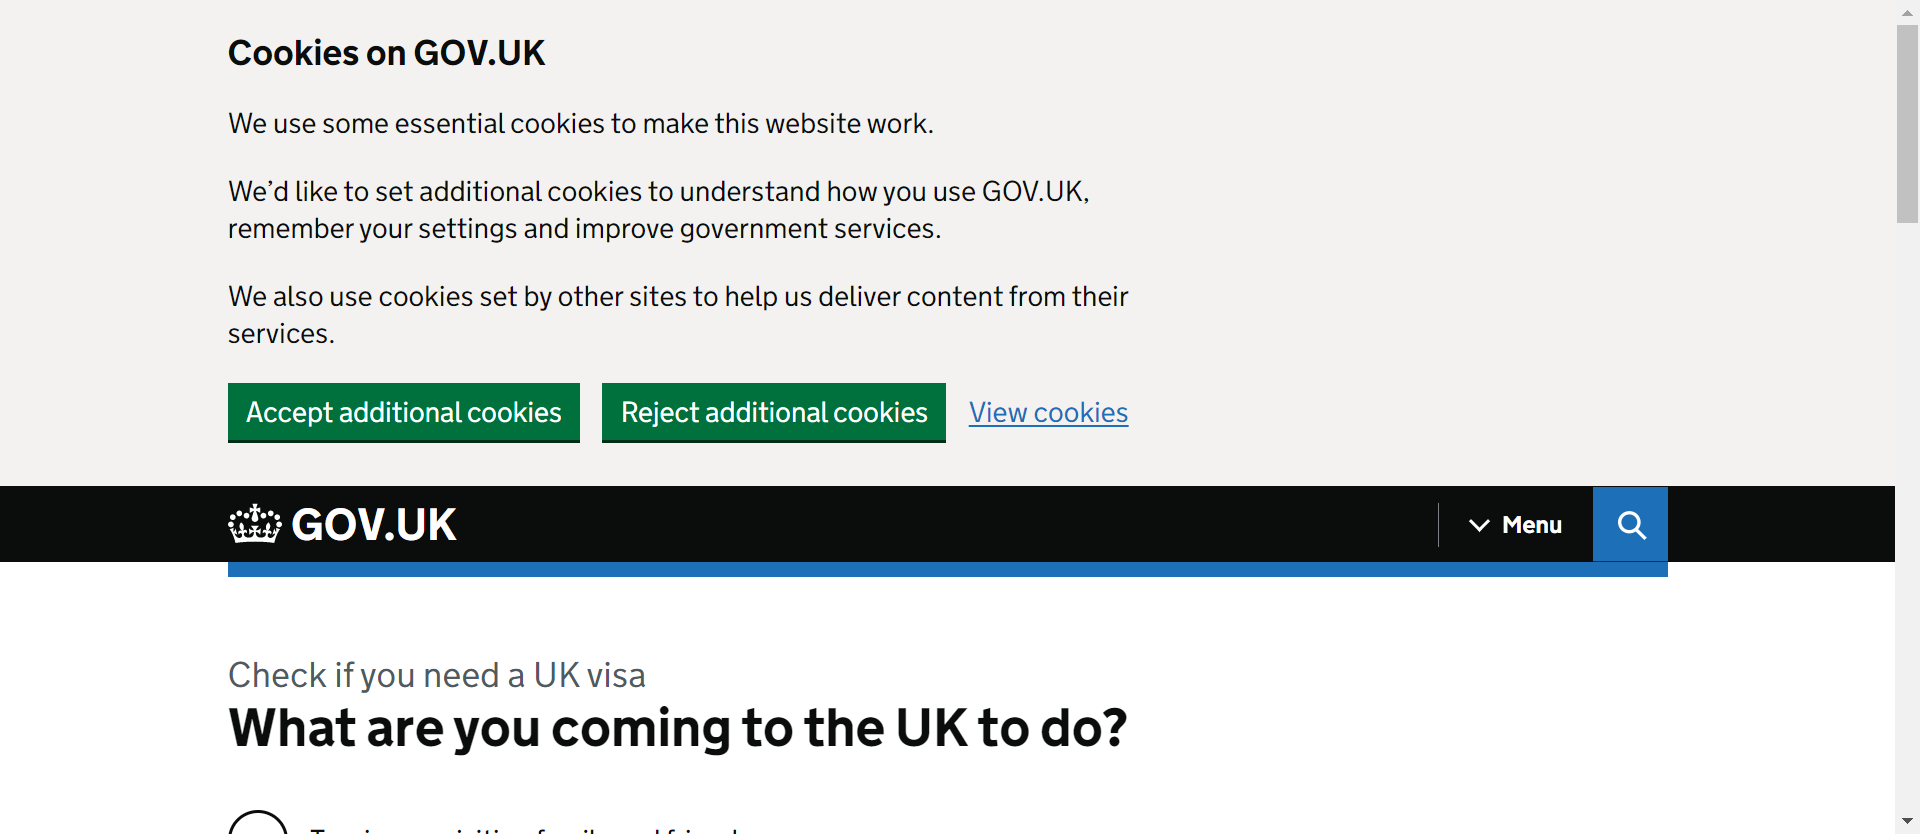 Cookies on GOV.UK
We use some essential cookies to make this website work.
We’d like to set additional cookies to understand how you use GOV.UK,
remember your settings and improve government services.
We also use cookies set by other sites to help us deliver content from their
services.
Accept additional cookies Reject additional cookies View cookies
GOV.UK Menu
Check if you need a UK visa
What are you coming to the UK to do?